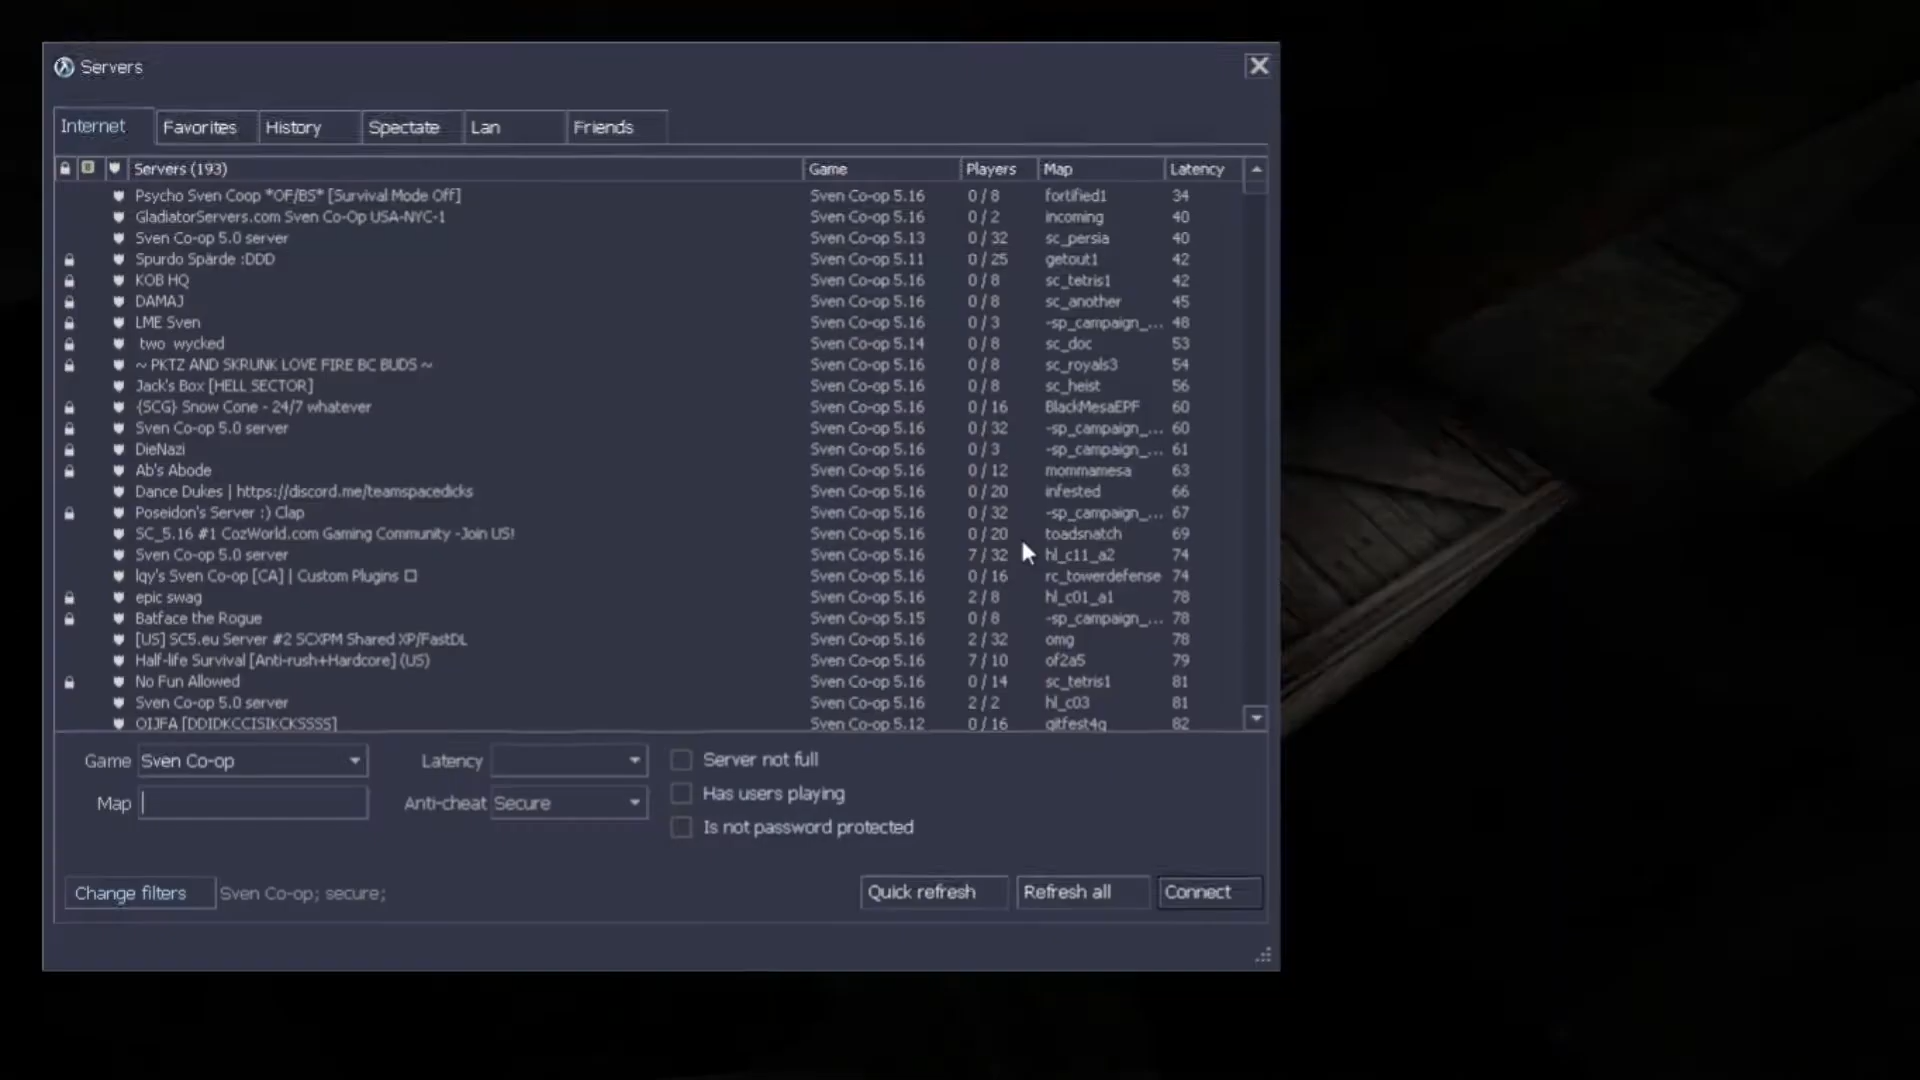 Servers
Internet Favorites History Spectate Lan Friends
Servers (193) Game Players Map Latency
Psycho Sven Coop *OF/BS* [Survival Mode Off] Sven Co-op 5.16 0 / 8 fortified1 34
GladiatorServers.com Sven Co-Op USA-NYC-1 Sven Co-op 5.16 0 / 2 incoming 40
Sven Co-op 5.0 server Sven Co-op 5.13 0 / 32 sc_persia 40
Spurdo Spärde :DDD Sven Co-op 5.11 0 / 25 getout1 42
KOB HQ Sven Co-op 5.16 0 / 8 sc_tetris1 42
DAMAJ Sven Co-op 5.16 0 / 8 sc_another 45
LME Sven Sven Co-op 5.16 0 / 3 -sp_campaign_... 48
two wycked Sven Co-op 5.14 0 / 8 sc_doc 53
~ PKTZ AND SKRUNK LOVE FIRE BC BUDS ~ Sven Co-op 5.16 0 / 8 sc_royals3 54
Jack's Box [HELL SECTOR] Sven Co-op 5.16 0 / 8 sc_heist 56
{SCG} Snow Cone - 24/7 whatever Sven Co-op 5.16 0 / 16 BlackMesaEPF 60
Sven Co-op 5.0 server Sven Co-op 5.16 0 / 32 -sp_campaign_... 60
DieNazi Sven Co-op 5.16 0 / 3 -sp_campaign_... 61
Ab's Abode Sven Co-op 5.16 0 / 12 mommamesa 63
Dance Dukes | https://discord.me/teamspacedicks Sven Co-op 5.16 0 / 20 infested 66
Poseidon's Server :) Clap Sven Co-op 5.16 0 / 32 -sp_campaign_... 67
SC_5.16 #1 CozWorld.com Gaming Community -Join US! Sven Co-op 5.16 0 / 20 toadsnatch 69
Sven Co-op 5.0 server Sven Co-op 5.16 7 / 32 hl_c11_a2 74
lqy's Sven Co-op [CA] | Custom Plugins □ Sven Co-op 5.16 0 / 16 rc_towerdefense 74
epic swag Sven Co-op 5.16 2 / 8 hl_c01_a1 78
Batface the Rogue Sven Co-op 5.15 0 / 8 -sp_campaign_... 78
[US] SC5.eu Server #2 SCXPM Shared XP/FastDL Sven Co-op 5.16 2 / 32 omg 78
Half-life Survival [Anti-rush+Hardcore] (US) Sven Co-op 5.16 7 / 10 of2a5 79
No Fun Allowed Sven Co-op 5.16 0 / 14 sc_tetris1 81
Sven Co-op 5.0 server Sven Co-op 5.16 2 / 2 hl_c03 81
OIJFA [DDIDKCCISIKCKSSSS] Sven Co-op 5.12 0 / 16 gitfest4g 82
Game Sven Co-op Latency Server not full
Has users playing
Map Anti-cheat Secure
Is not password protected
Change filters Sven Co-op; secure; Quick refresh Refresh all Connect